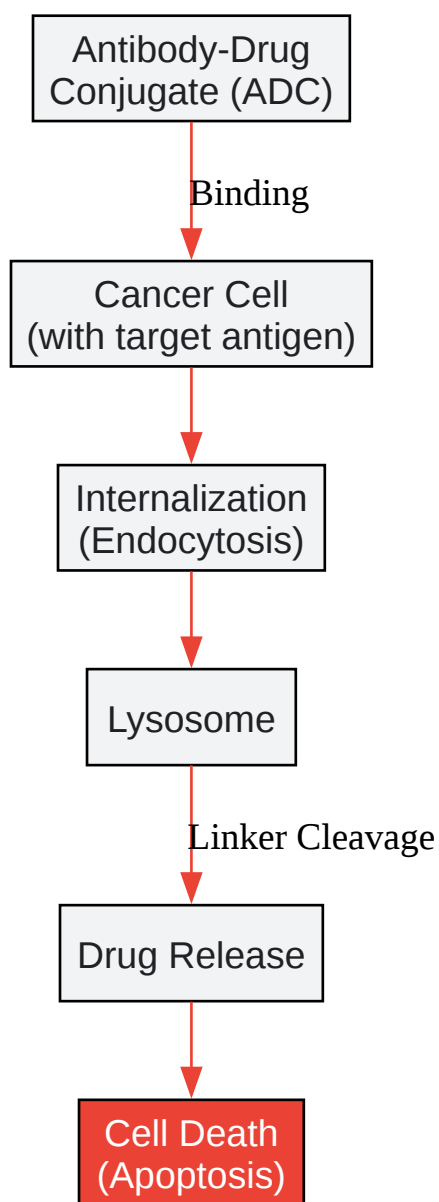 Antibody-Drug
Conjugate (ADC)
Binding
Cancer Cell
(with target antigen)
Internalization
(Endocytosis)
Lysosome
Linker Cleavage
Drug Release
Cell Death
(Apoptosis)